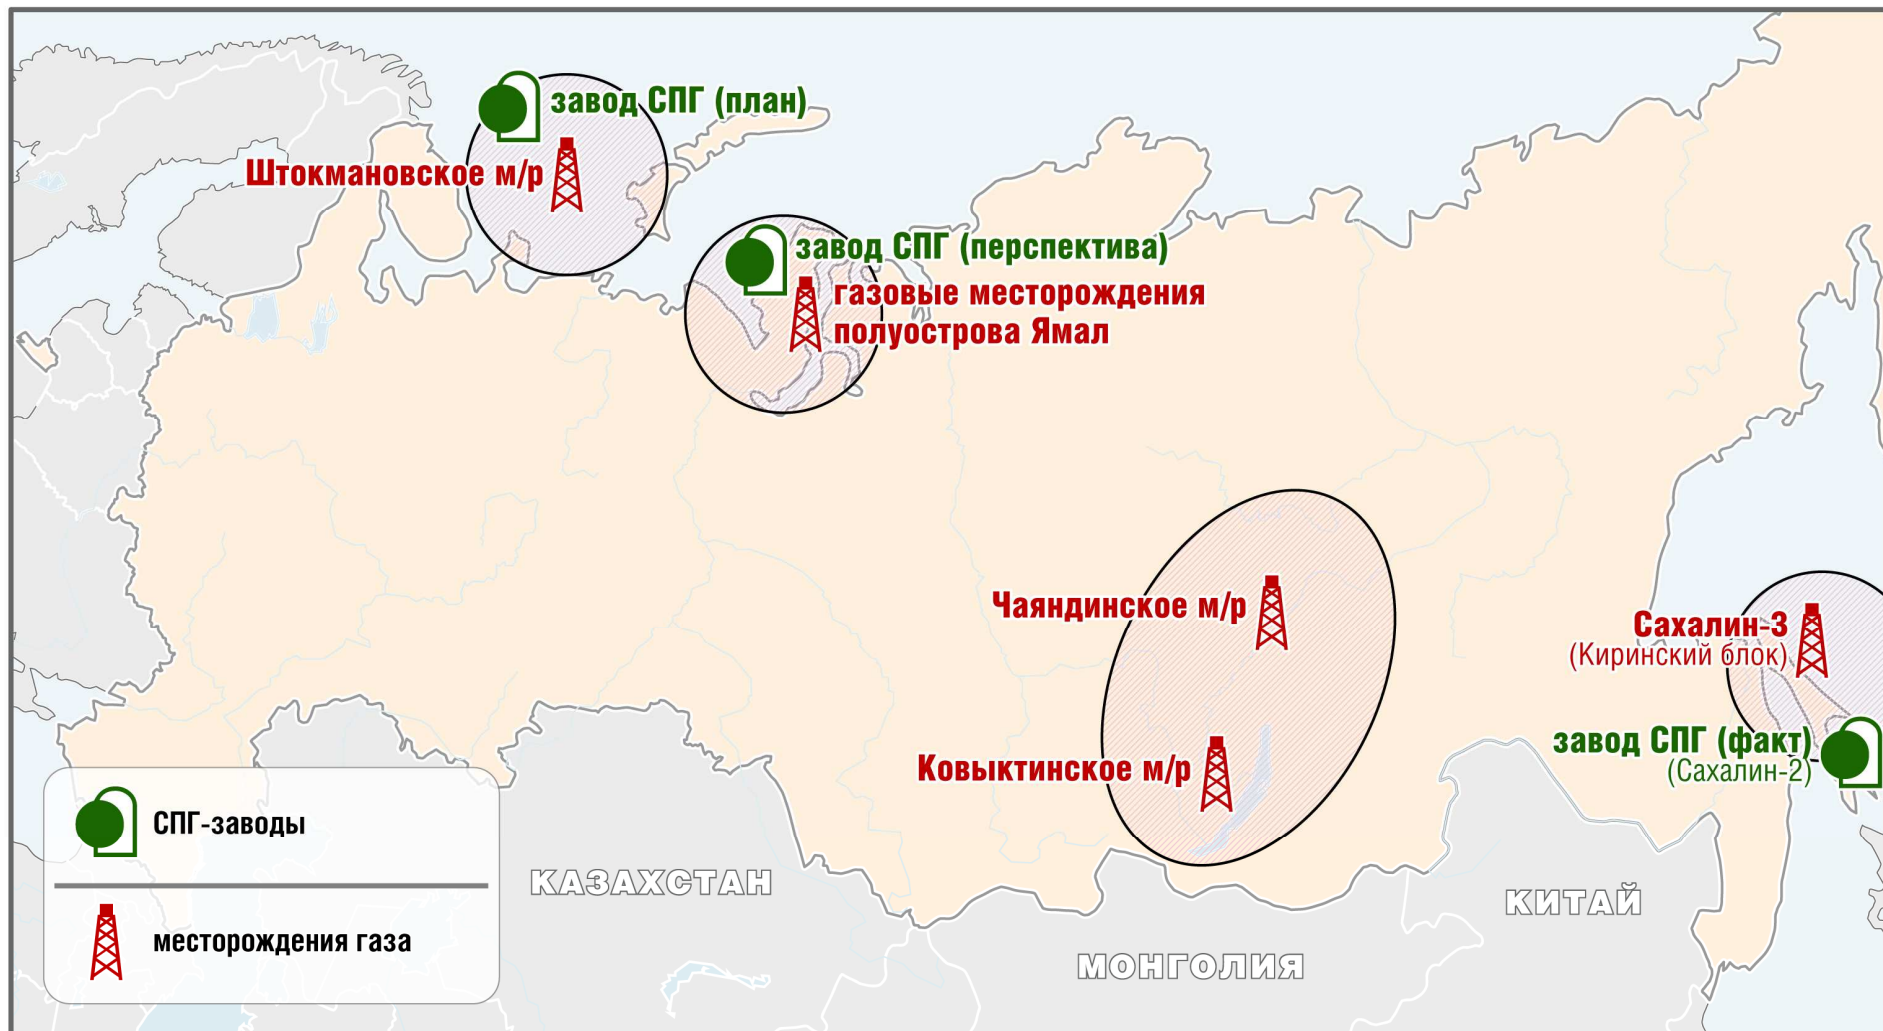 завод СПГ (план)
Штокмановское м/р
завод СПГ (перспектива)
газовые месторождения
полуострова Ямал
Чаяндинское м/р
Сахалин-3
(Киринский блок)
завод СПГ (факт)
(Сахалин-2)
Ковыктинское м/р
СПГ-заводы
месторождения газа
КАЗАХСТАН
КИТАЙ
МОНГОЛИЯ